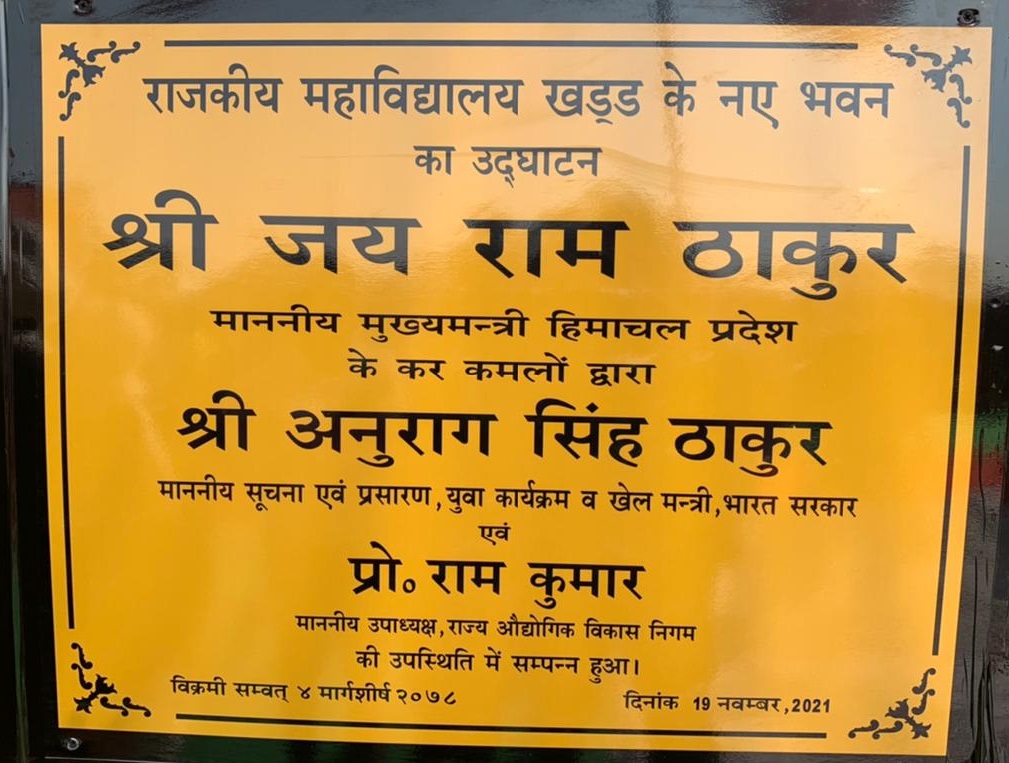 राजकीय महाविद्यालय खड्ड के नए भवन
का उद्घाटन
श्री जय राम ठाकुर
माननीय मुख्यमन्त्री हिमाचल प्रदेश
के कर कमलों द्वारा
श्री अनुराग सिंह ठाकुर
माननीय सूचना एवं प्रसारण,युवा कार्यक्रम व खेल मन्त्री,भारत सरकार
एवं
प्रो० राम कुमार
माननीय उपाध्यक्ष,राज्य औद्योगिक विकास निगम
की उपस्थिति में सम्पन्न हुआ।
विक्रमी सम्वत् ४ मार्गशीर्ष २०७८ दिनांक 19 नवम्बर,2021